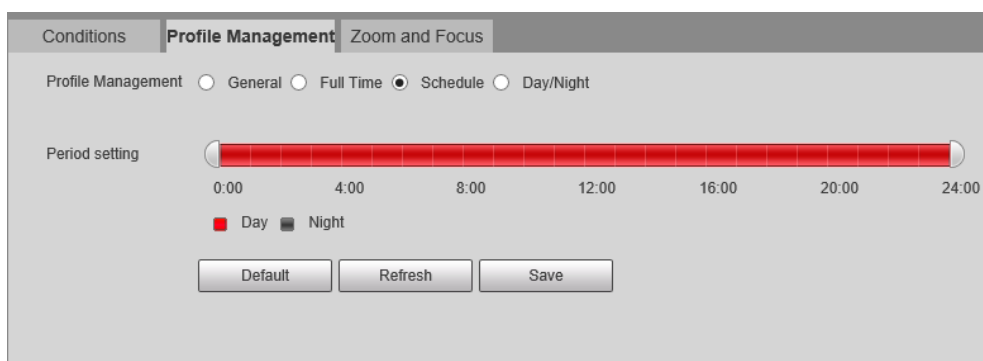 Conditions Profile Management Zoom and Focus
Profile Management General Full Time Schedule Day/Night
Period setting
0:00 4:00 8:00 12:00 16:00 20:00 24:00
Day Night
Default Refresh Save